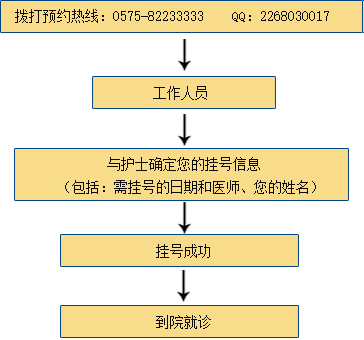 拨打预约热线：0575-82233333 QQ：2268030017
工作人员
与护士确定您的挂号信息
（包括：需挂号的日期和医师、您的姓名）
挂号成功
到院就诊